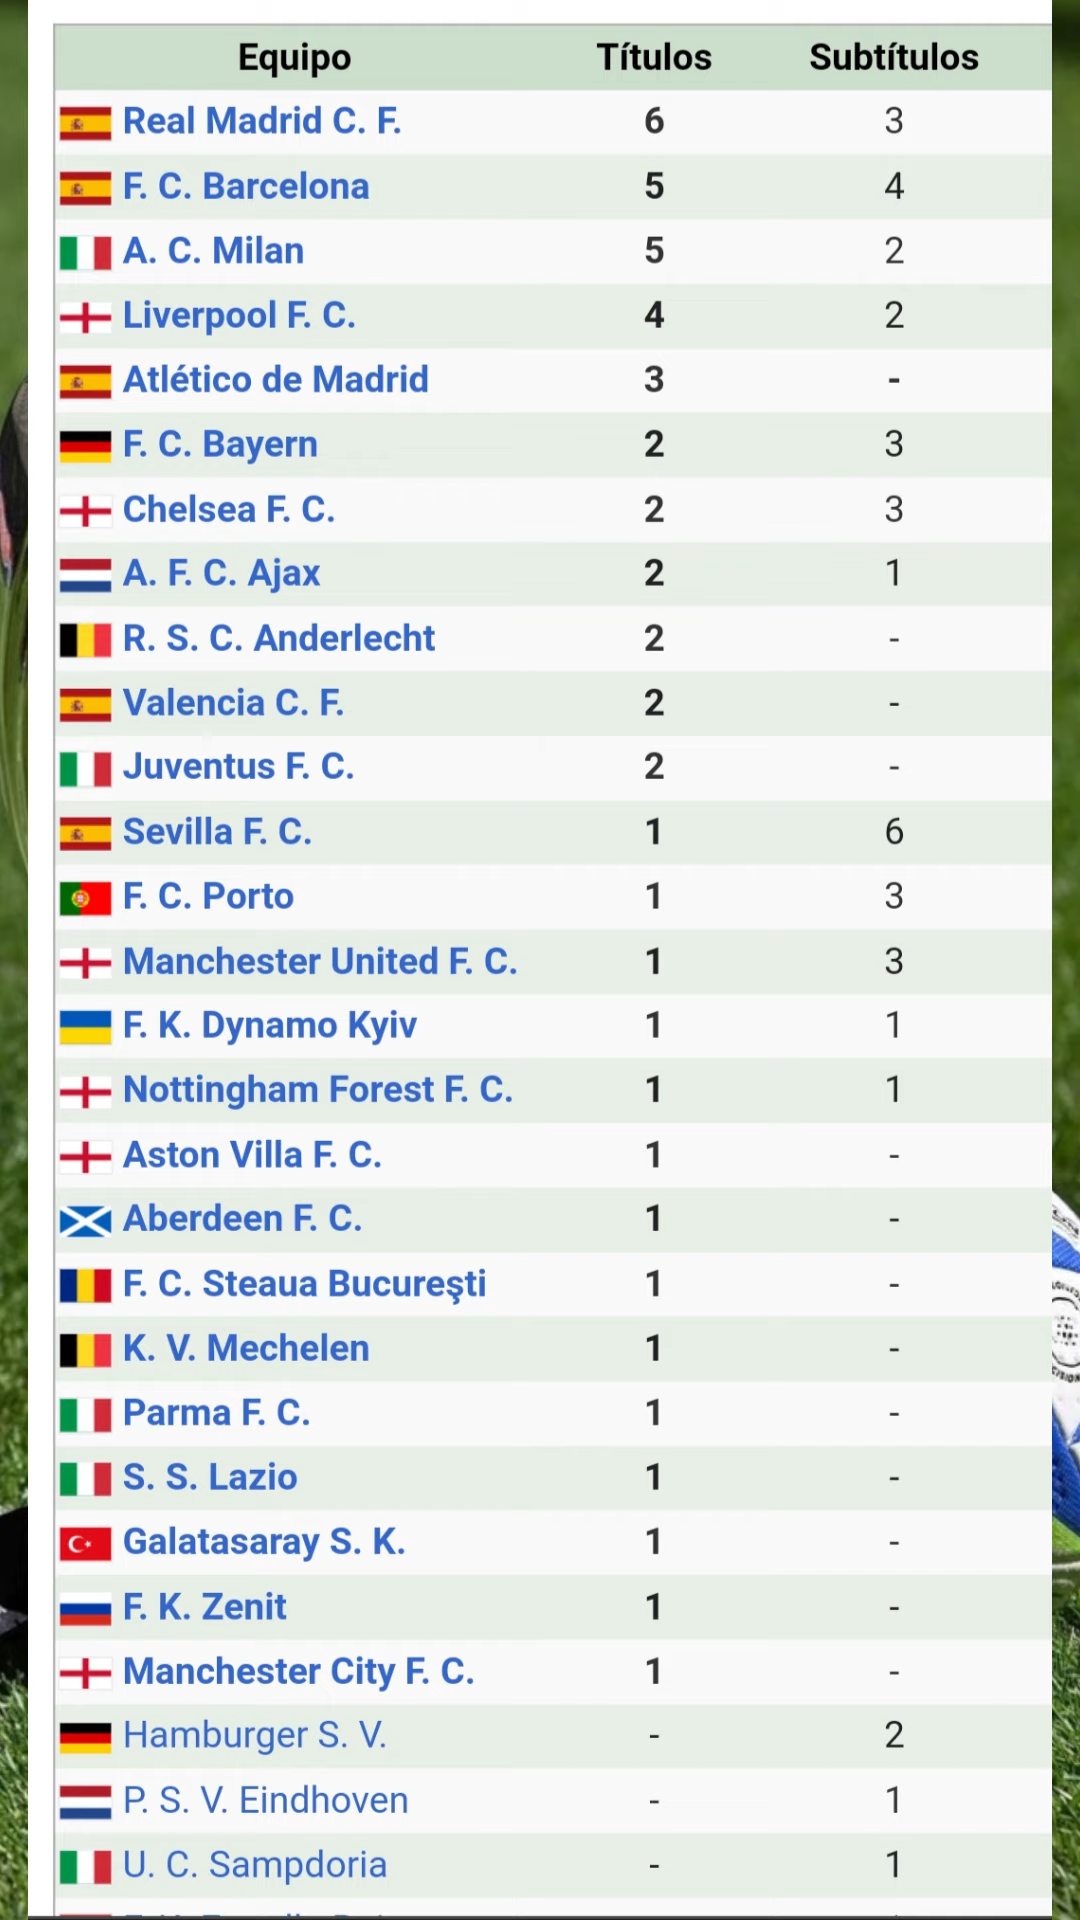 Equipo Títulos Subtítulos
Real Madrid C. F. 6 3
F. C. Barcelona 5 4
A. C. Milan 5 2
Liverpool F. C. 4 2
Atlético de Madrid 3 -
F. C. Bayern 2 3
Chelsea F. C. 2 3
A. F. C. Ajax 2 1
R. S. C. Anderlecht 2 -
Valencia C. F. 2 -
Juventus F. C. 2 -
Sevilla F. C. 1 6
F. C. Porto 1 3
Manchester United F. C. 1 3
F. K. Dynamo Kyiv 1 1
Nottingham Forest F. C. 1 1
Aston Villa F. C. 1 -
Aberdeen F. C. 1 -
F. C. Steaua Bucureşti 1 -
K. V. Mechelen 1 -
Parma F. C. 1 -
S. S. Lazio 1 -
Galatasaray S. K. 1 -
F. K. Zenit 1 -
Manchester City F. C. 1 -
Hamburger S. V. - 2
P. S. V. Eindhoven - 1
U. C. Sampdoria - 1